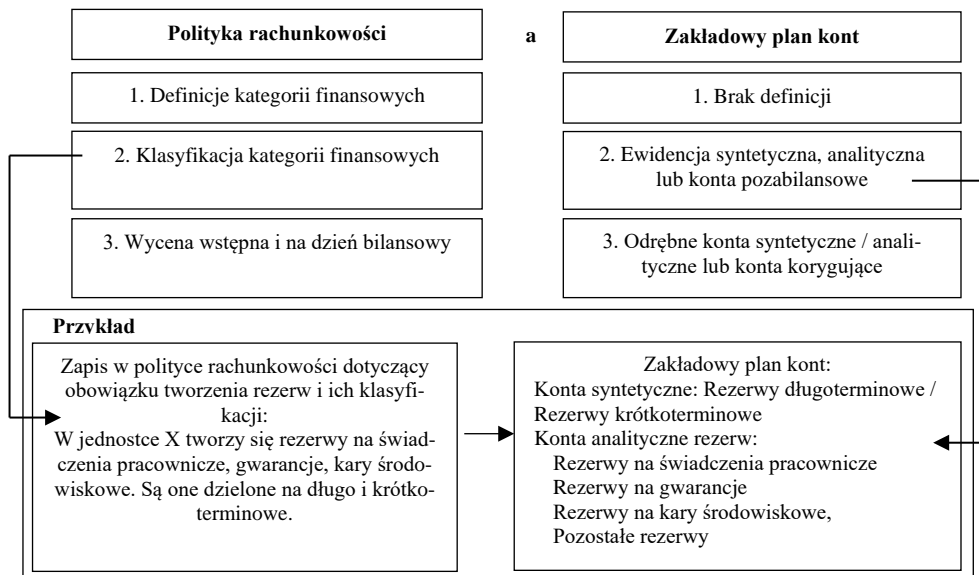 Polityka rachunkowości
a
Zakładowy plan kont
1. Definicje kategorii finansowych
1. Brak definicji
2. Klasyfikacja kategorii finansowych
2. Ewidencja syntetyczna, analityczna
lub konta pozabilansowe
3. Wycena wstępna i na dzień bilansowy
3. Odrębne konta syntetyczne / anali-
tyczne lub konta korygujące
Przykład
Zapis w polityce rachunkowości dotyczący
obowiązku tworzenia rezerw i ich klasyfi-
kacji:
W jednostce X tworzy się rezerwy na świad-
czenia pracownicze, gwarancje, kary środo-
wiskowe. Są one dzielone na długo i krótko-
terminowe.
Zakładowy plan kont:
Konta syntetyczne: Rezerwy długoterminowe /
Rezerwy krótkoterminowe
Konta analityczne rezerw:
Rezerwy na świadczenia pracownicze
Rezerwy na gwarancje
Rezerwy na kary środowiskowe,
Pozostałe rezerwy